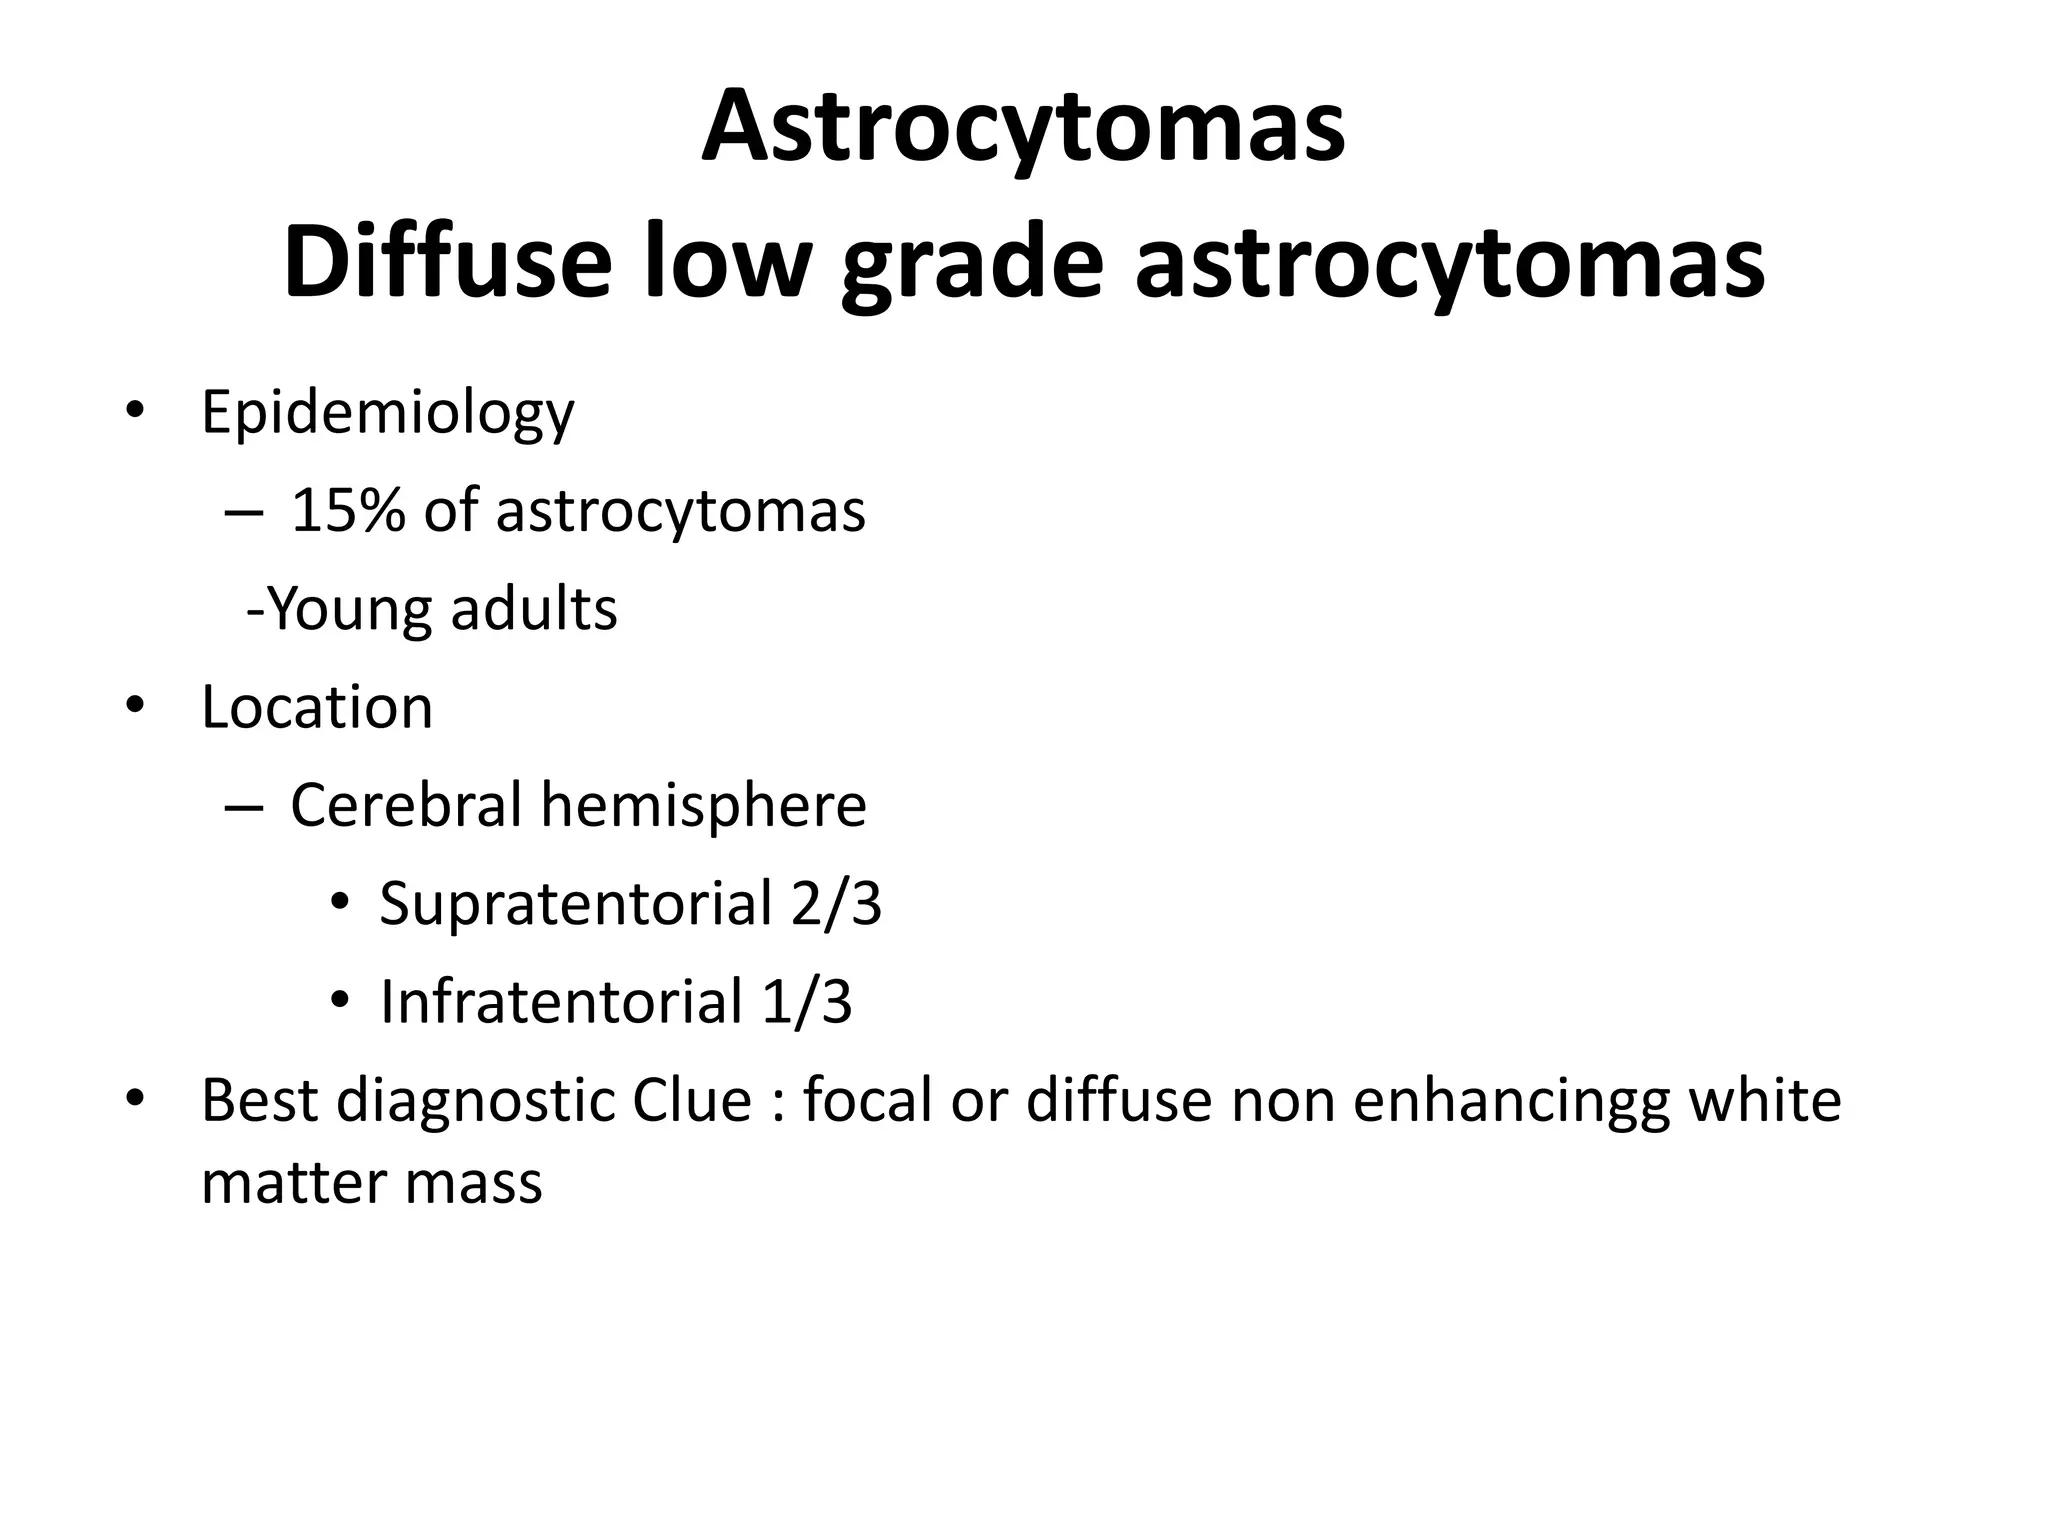 Astrocytomas
Diffuse low grade astrocytomas
• Epidemiology
– 15% of astrocytomas
-Young adults
• Location
– Cerebral hemisphere
• Supratentorial 2/3
• Infratentorial 1/3
• Best diagnostic Clue : focal or diffuse non enhancingg white
matter mass